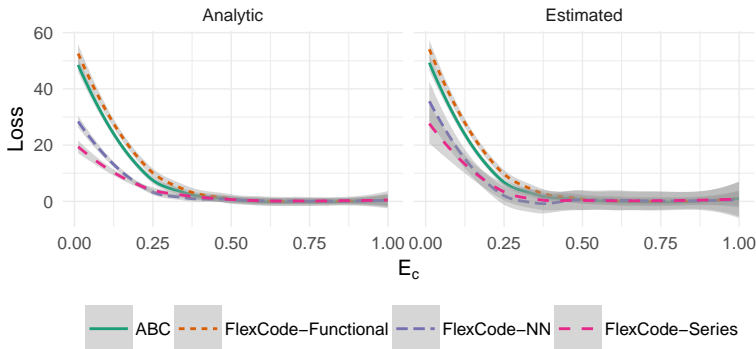 Analytic
Estimated
60
40
20
0
Loss
0.00 0.25 0.50 0.75 1.00 0.00 0.25 0.50 0.75 1.00
E_c
ABC FlexCode−Functional FlexCode−NN FlexCode−Series